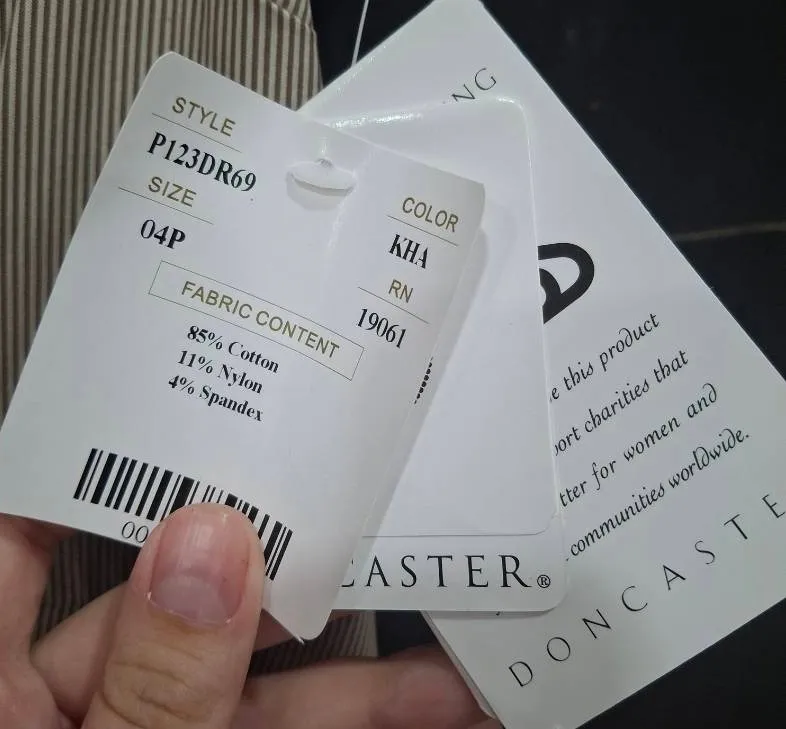 STYLE
P123DR69
SIZE
04P
COLOR
KHA
RN
19061
FABRIC CONTENT
85% Cotton
11% Nylon
4% Spandex
00
CASTER®
NG
e this product
port charities that
tter for women and
communities worldwide.
DONCASTE